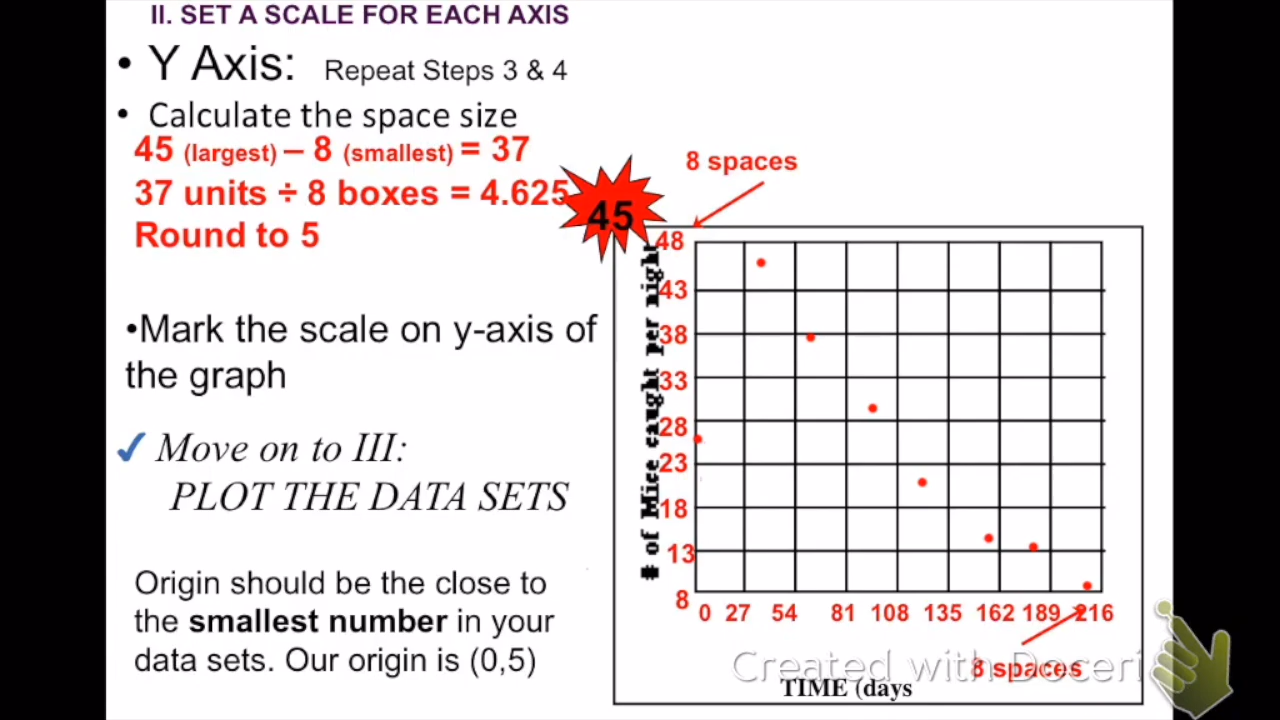 II. SET A SCALE FOR EACH AXIS
• Y Axis: Repeat Steps 3 & 4
• Calculate the space size
45 (largest) – 8 (smallest) = 37
37 units ÷ 8 boxes = 4.625
Round to 5
•Mark the scale on y-axis of
the graph
✓ Move on to III:
PLOT THE DATA SETS
Origin should be the close to
the smallest number in your
data sets. Our origin is (0,5)
45
8 spaces
# of Mice caught per night
48
43
38
33
28
23
18
13
8
0 27 54 81 108 135 162 189 216
8 spaces
TIME (days
Created with Doceri